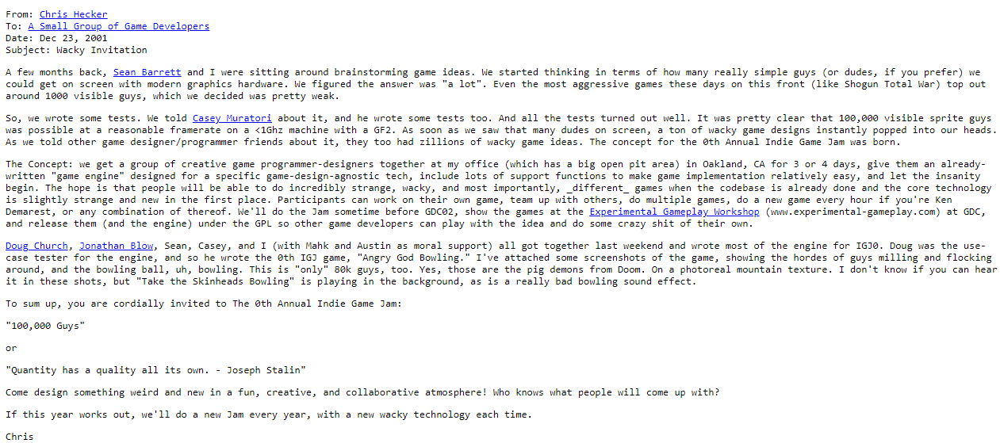 From: Chris Hecker
To: A Small Group of Game Developers
Date: Dec 23, 2001
Subject: Wacky Invitation
A few months back, Sean Barrett and I were sitting around brainstorming game ideas. We started thinking in terms of how many really simple guys (or dudes, if you prefer) we
could get on screen with modern graphics hardware. We figured the answer was "a lot". Even the most aggressive games these days on this front (like Shogun Total War) top out
around 1000 visible guys, which we decided was pretty weak.
So, we wrote some tests. We told Casey Muratori about it, and he wrote some tests too. And all the tests turned out well. It was pretty clear that 100,000 visible sprite guys
was possible at a reasonable framerate on a <1Ghz machine with a GF2. As soon as we saw that many dudes on screen, a ton of wacky game designs instantly popped into our heads.
As we told other game designer/programmer friends about it, they too had zillions of wacky game ideas. The concept for the 0th Annual Indie Game Jam was born.
The Concept: we get a group of creative game programmer-designers together at my office (which has a big open pit area) in Oakland, CA for 3 or 4 days, give them an already-
written "game engine" designed for a specific game-design-agnostic tech, include lots of support functions to make game implementation relatively easy, and let the insanity
begin. The hope is that people will be able to do incredibly strange, wacky, and most importantly, _different_ games when the codebase is already done and the core technology
is slightly strange and new in the first place. Participants can work on their own game, team up with others, do multiple games, do a new game every hour if you're Ken
Demarest, or any combination of thereof. We'll do the Jam sometime before GDC02, show the games at the Experimental Gameplay Workshop (www.experimental-gameplay.com) at GDC,
and release them (and the engine) under the GPL so other game developers can play with the idea and do some crazy shit of their own.
Doug Church, Jonathan Blow, Sean, Casey, and I (with Mahk and Austin as moral support) all got together last weekend and wrote most of the engine for IGJ0. Doug was the use-
case tester for the engine, and so he wrote the 0th IGJ game, "Angry God Bowling." I've attached some screenshots of the game, showing the hordes of guys milling and flocking
around, and the bowling ball, uh, bowling. This is "only" 80k guys, too. Yes, those are the pig demons from Doom. On a photoreal mountain texture. I don't know if you can hear
it in these shots, but "Take the Skinheads Bowling" is playing in the background, as is a really bad bowling sound effect.
To sum up, you are cordially invited to The 0th Annual Indie Game Jam:
"100,000 Guys"
or
"Quantity has a quality all its own. - Joseph Stalin"
Come design something weird and new in a fun, creative, and collaborative atmosphere! Who knows what people will come up with?
If this year works out, we'll do a new Jam every year, with a new wacky technology each time.
Chris